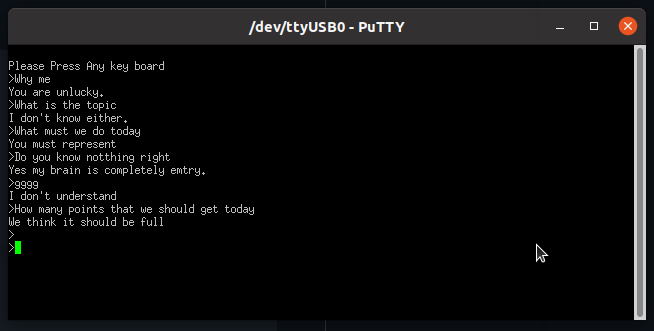 /dev/ttyUSB0 - PuTTY
Please Press Any key board
>Why me
You are unlucky.
>What is the topic
I don't know either.
>What must we do today
You must represent
>Do you know notthing right
Yes my brain is completely emtry.
>gggg
I don't understand
>How many points that we should get today
We think it should be full
>
>